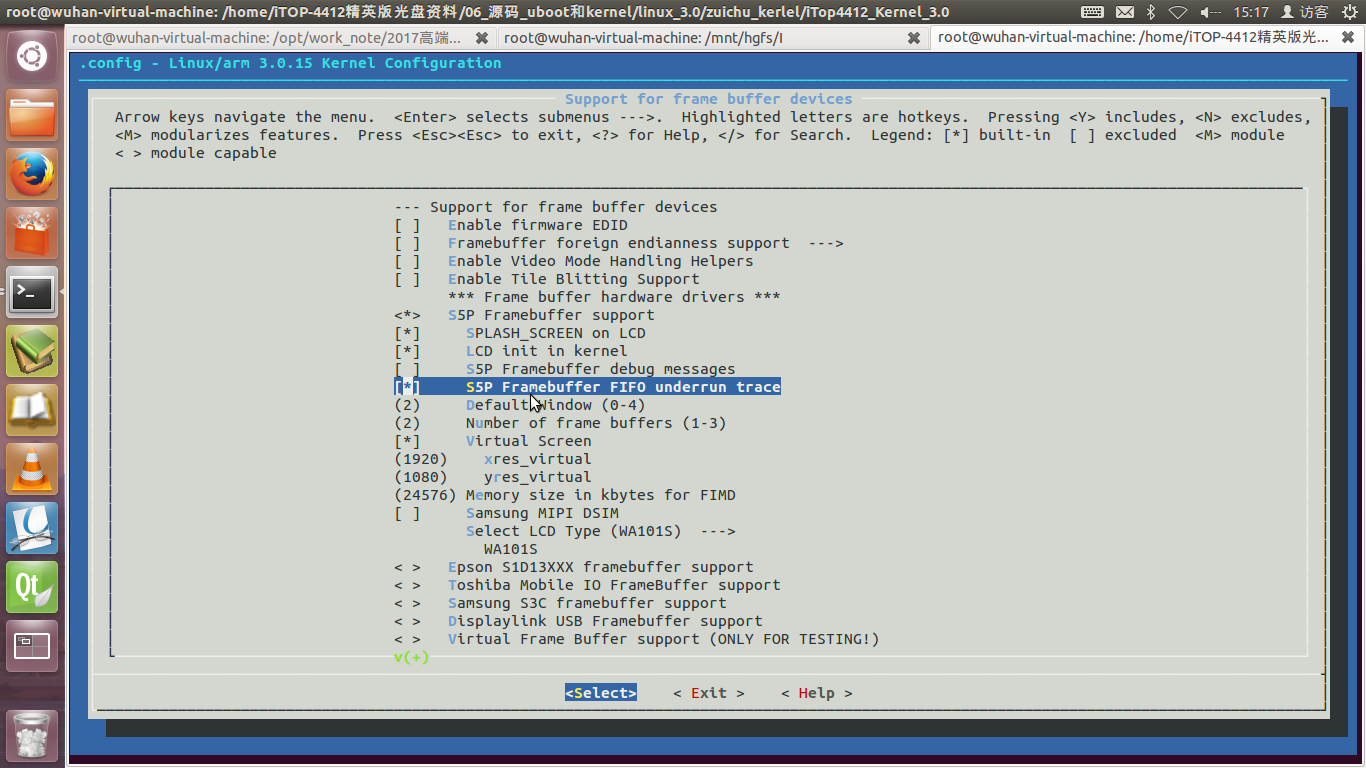 root@wuhan-virtual-machine: /home/iTOP-4412精英版光盘资料/06_源码_uboot和kernel/linux_3.0/zuichu_kerlel/iTop4412_Kernel_3.0 15:17 访客
root@wuhan-virtual-machine: /opt/work_note/2017高端... root@wuhan-virtual-machine: /mnt/hgfs/I root@wuhan-virtual-machine: /home/iTOP-4412精英版光...
.config - Linux/arm 3.0.15 Kernel Configuration
Support for frame buffer devices
Arrow keys navigate the menu. <Enter> selects submenus --->. Highlighted letters are hotkeys. Pressing <Y> includes, <N> excludes,
<M> modularizes features. Press <Esc><Esc> to exit, <?> for Help, </> for Search. Legend: [*] built-in [ ] excluded <M> module
< > module capable
--- Support for frame buffer devices
[ ] Enable firmware EDID
[ ] Framebuffer foreign endianness support --->
[ ] Enable Video Mode Handling Helpers
[ ] Enable Tile Blitting Support
*** Frame buffer hardware drivers ***
<*> S5P Framebuffer support
[*] SPLASH_SCREEN on LCD
[*] LCD init in kernel
[ ] S5P Framebuffer debug messages
[*] S5P Framebuffer FIFO underrun trace
(2) Default Window (0-4)
(2) Number of frame buffers (1-3)
[*] Virtual Screen
(1920) xres_virtual
(1080) yres_virtual
(24576) Memory size in kbytes for FIMD
[ ] Samsung MIPI DSIM
Select LCD Type (WA101S) --->
WA101S
< > Epson S1D13XXX framebuffer support
< > Toshiba Mobile IO FrameBuffer support
< > Samsung S3C framebuffer support
< > Displaylink USB Framebuffer support
< > Virtual Frame Buffer support (ONLY FOR TESTING!)
v(+)
<Select> < Exit > < Help >
Qt